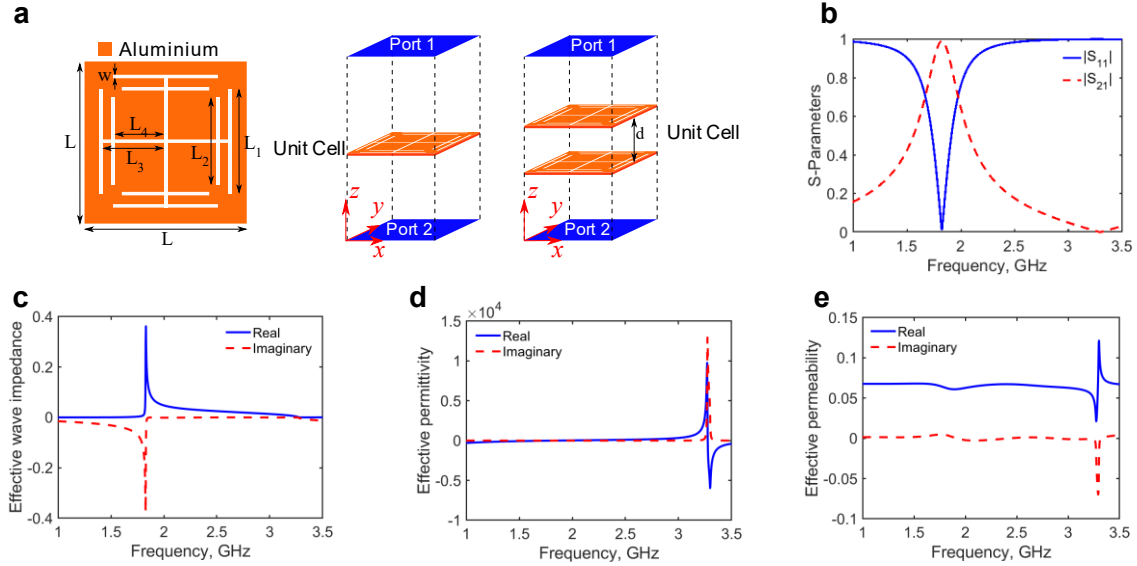 a
Aluminium
w
L
L4
L3
L2
L1
L
Port 1
Unit Cell
z
y
x
Port 2
Port 1
d
Unit Cell
z
y
x
Port 2
b
1
0.8
0.6
0.4
0.2
0
S-Parameters
|S11|
|S21|
1
1.5
2
2.5
3
3.5
Frequency, GHz
c
0.4
0.2
0
-0.2
-0.4
Effective wave impedance
Real
Imaginary
1
1.5
2
2.5
3
3.5
Frequency, GHz
d
×10^4
1.5
1
0.5
0
-0.5
-1
Effective permittivity
Real
Imaginary
1
1.5
2
2.5
3
3.5
Frequency, GHz
e
0.15
0.1
0.05
0
-0.05
-0.1
Effective permeability
Real
Imaginary
1
1.5
2
2.5
3
3.5
Frequency, GHz